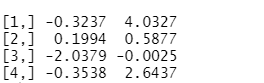 [1,] -0.3237 4.0327
[2,] 0.1994 0.5877
[3,] -2.0379 -0.0025
[4,] -0.3538 2.6437